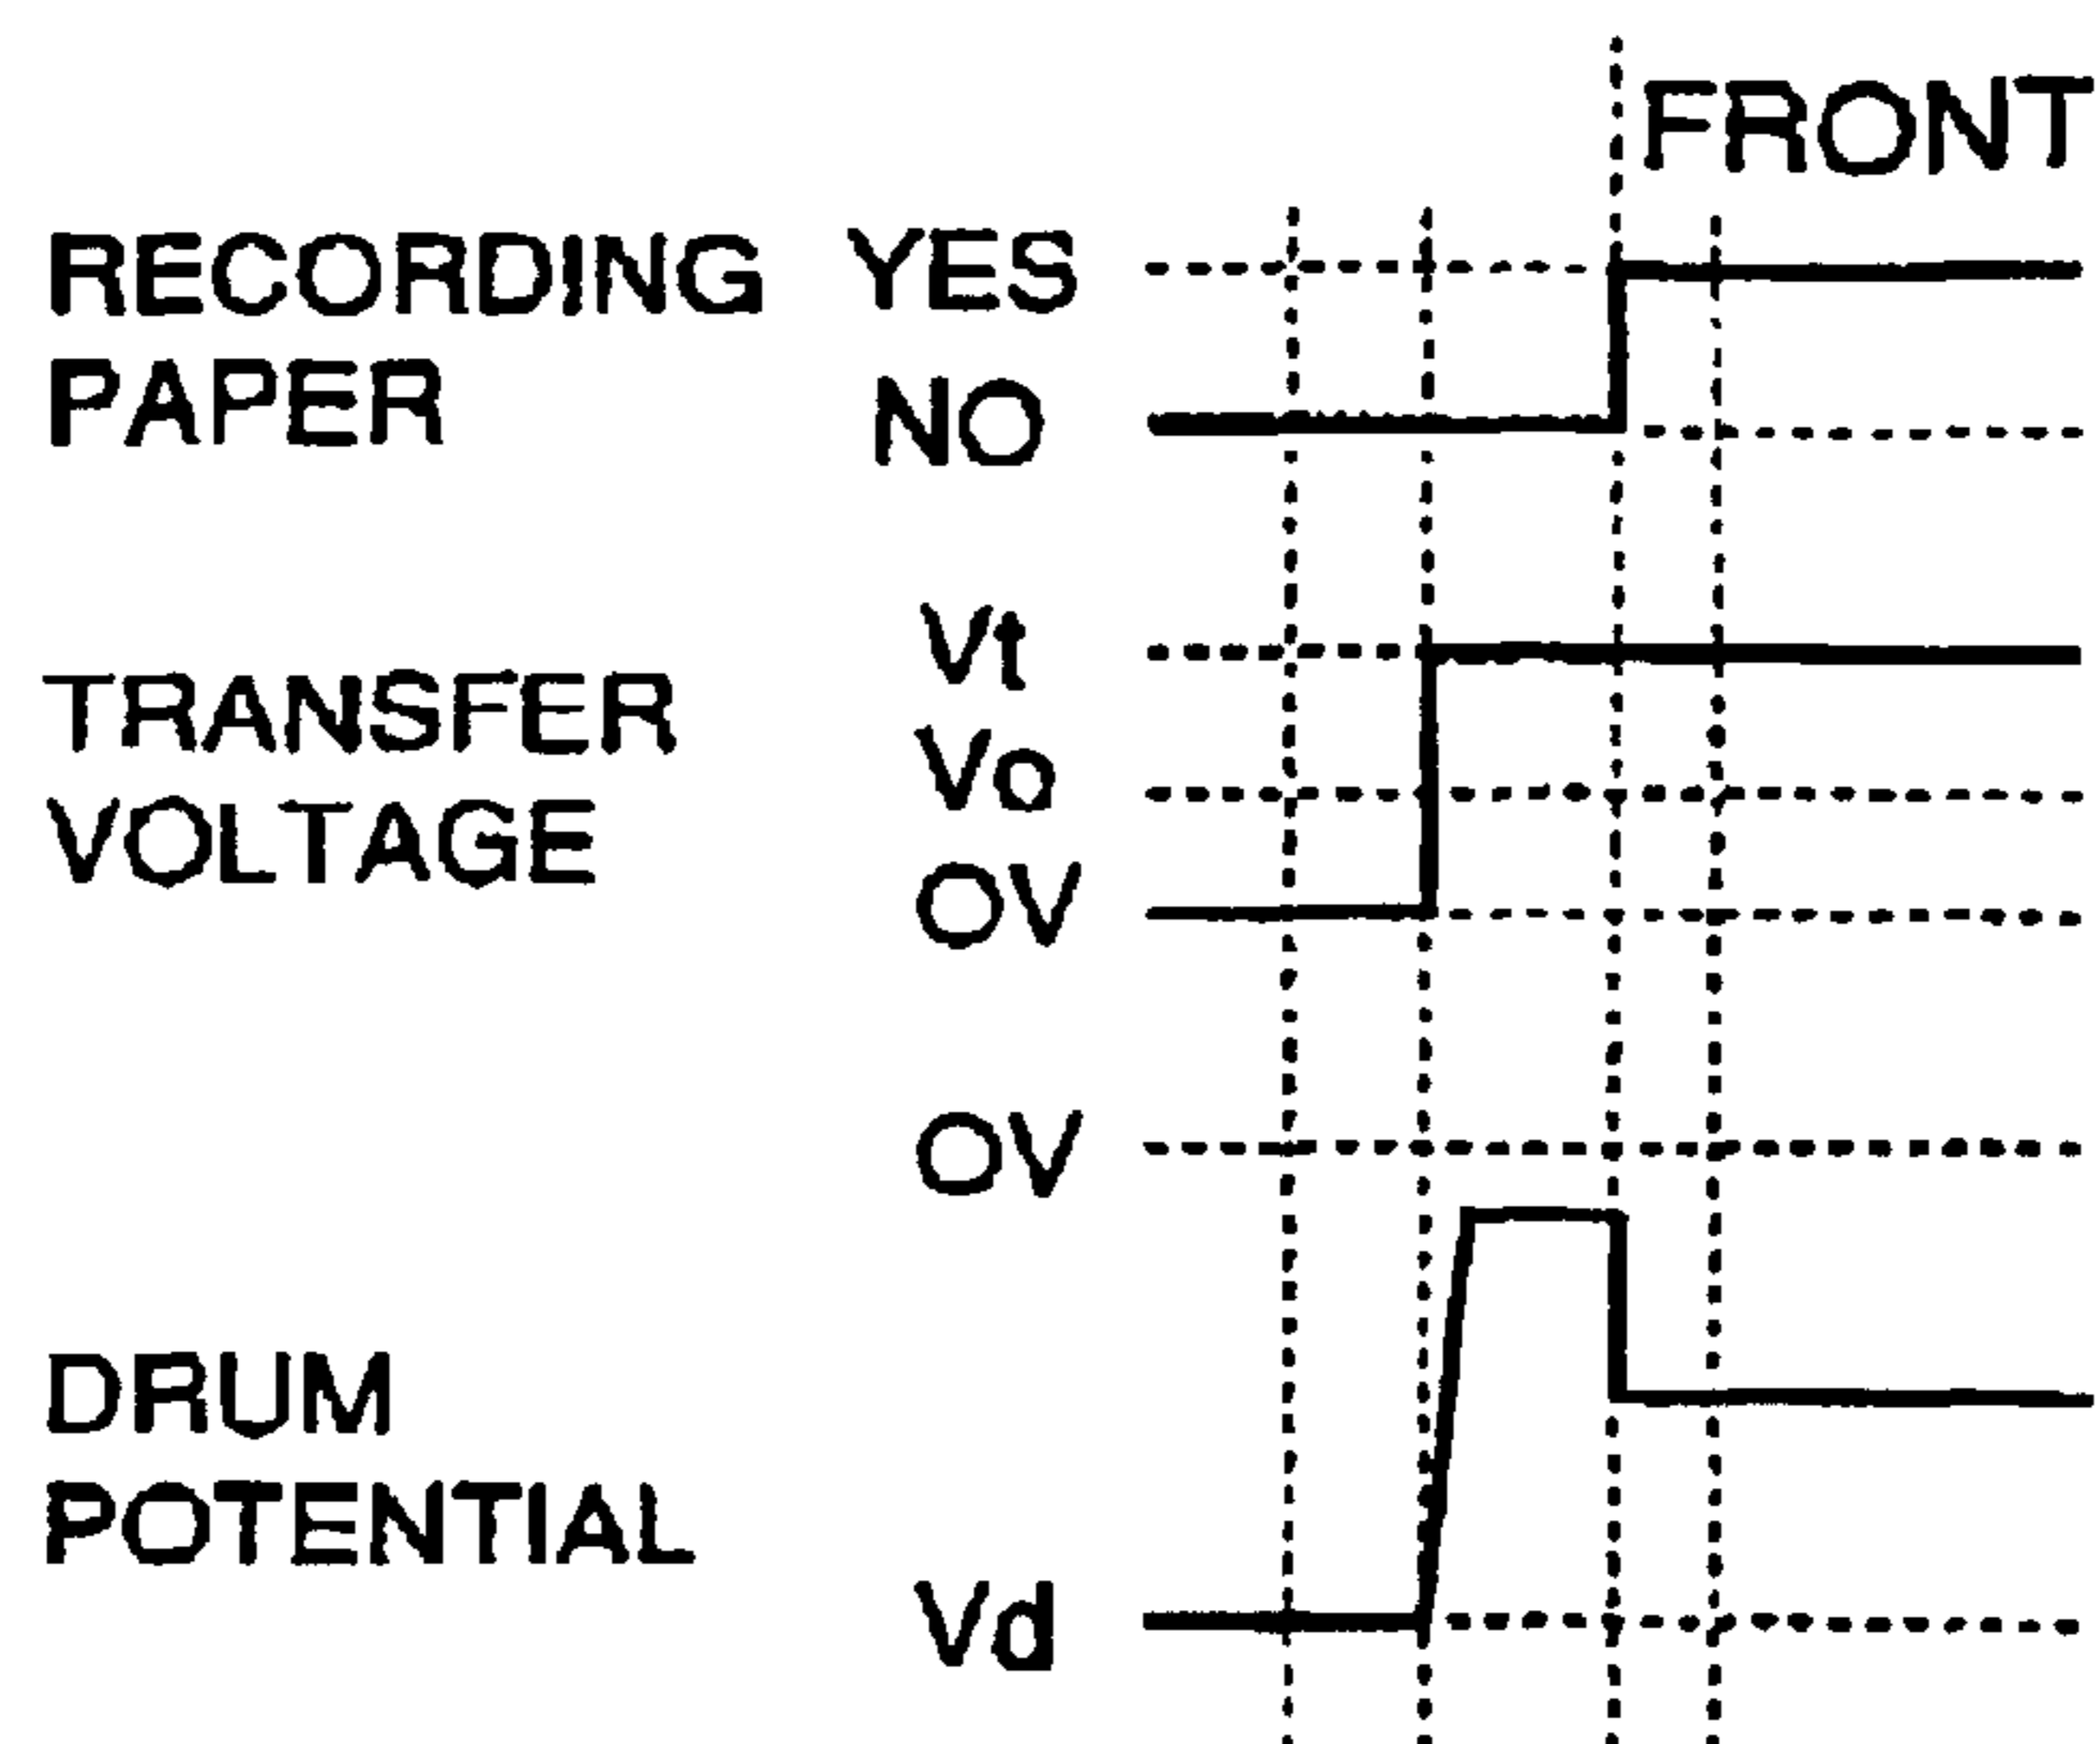 FRONT
RECORDING YES
PAPER NO
Vt
TRANSFER
Vo
VOLTAGE
OV
OV
DRUM
POTENTIAL
Vd